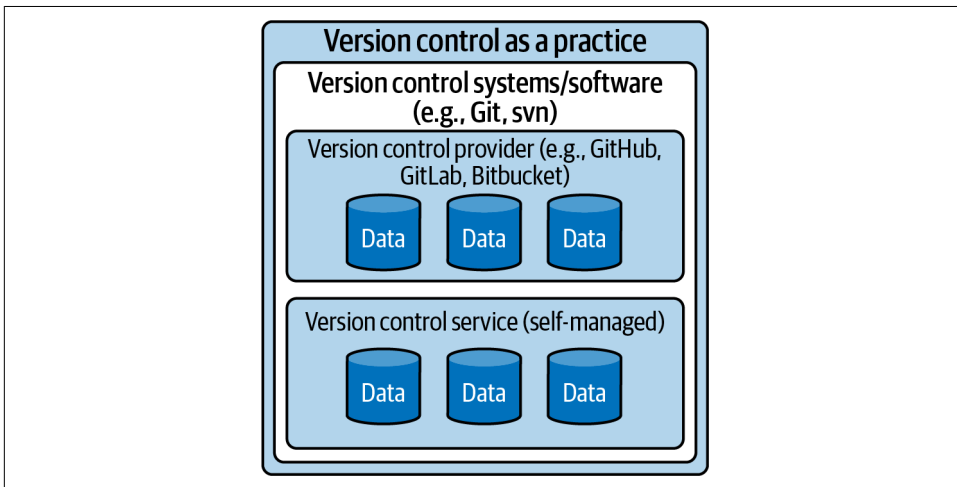 Version control as a practice
Version control systems/software
(e.g., Git, svn)
Version control provider (e.g., GitHub,
GitLab, Bitbucket)
Data Data Data
Version control service (self-managed)
Data Data Data